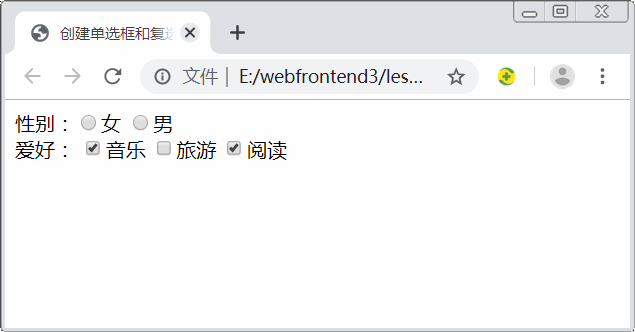 创建单选框和复选
文件 | E:/webfrontend3/les...
性别：女 男
爱好：音乐 旅游 阅读